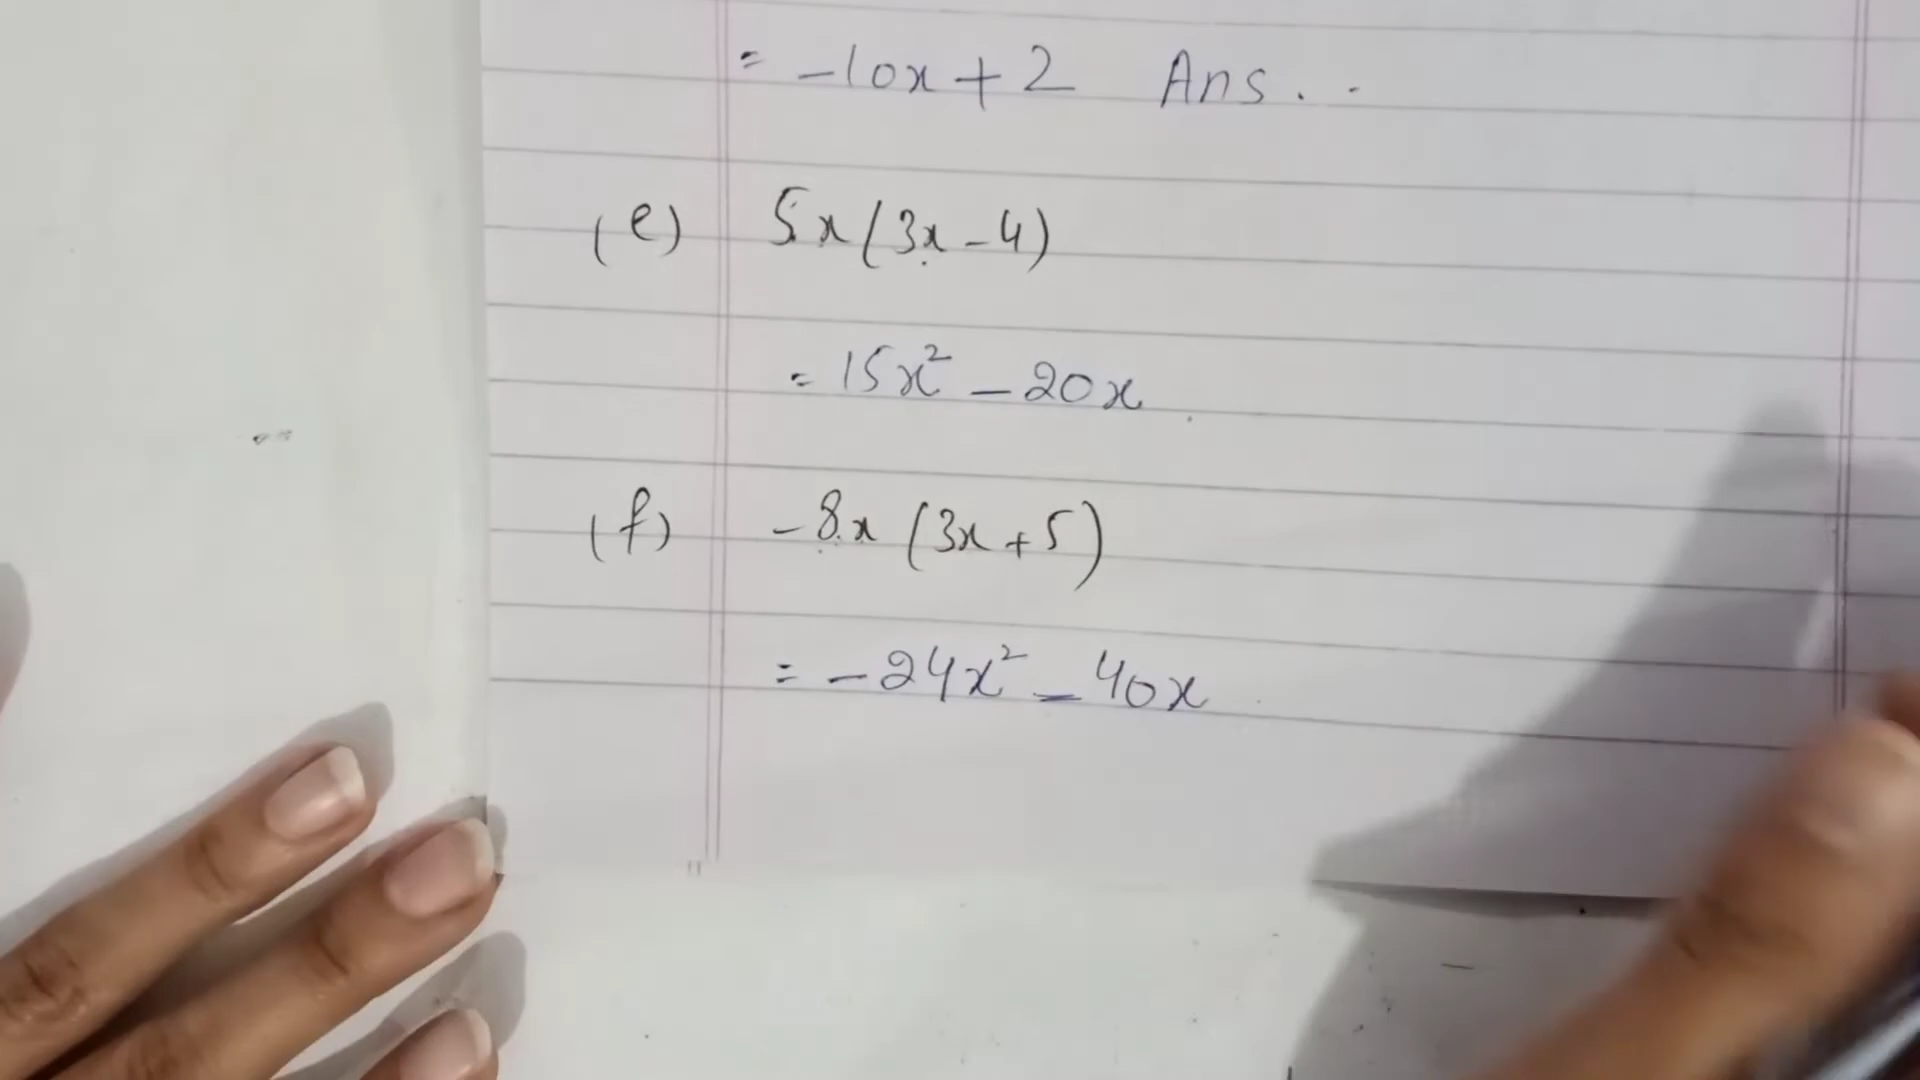 = -10x + 2 Ans..
(e) 5x(3x - 4)
= 15x² - 20x
(f) -8x(3x + 5)
= -24x² - 40x